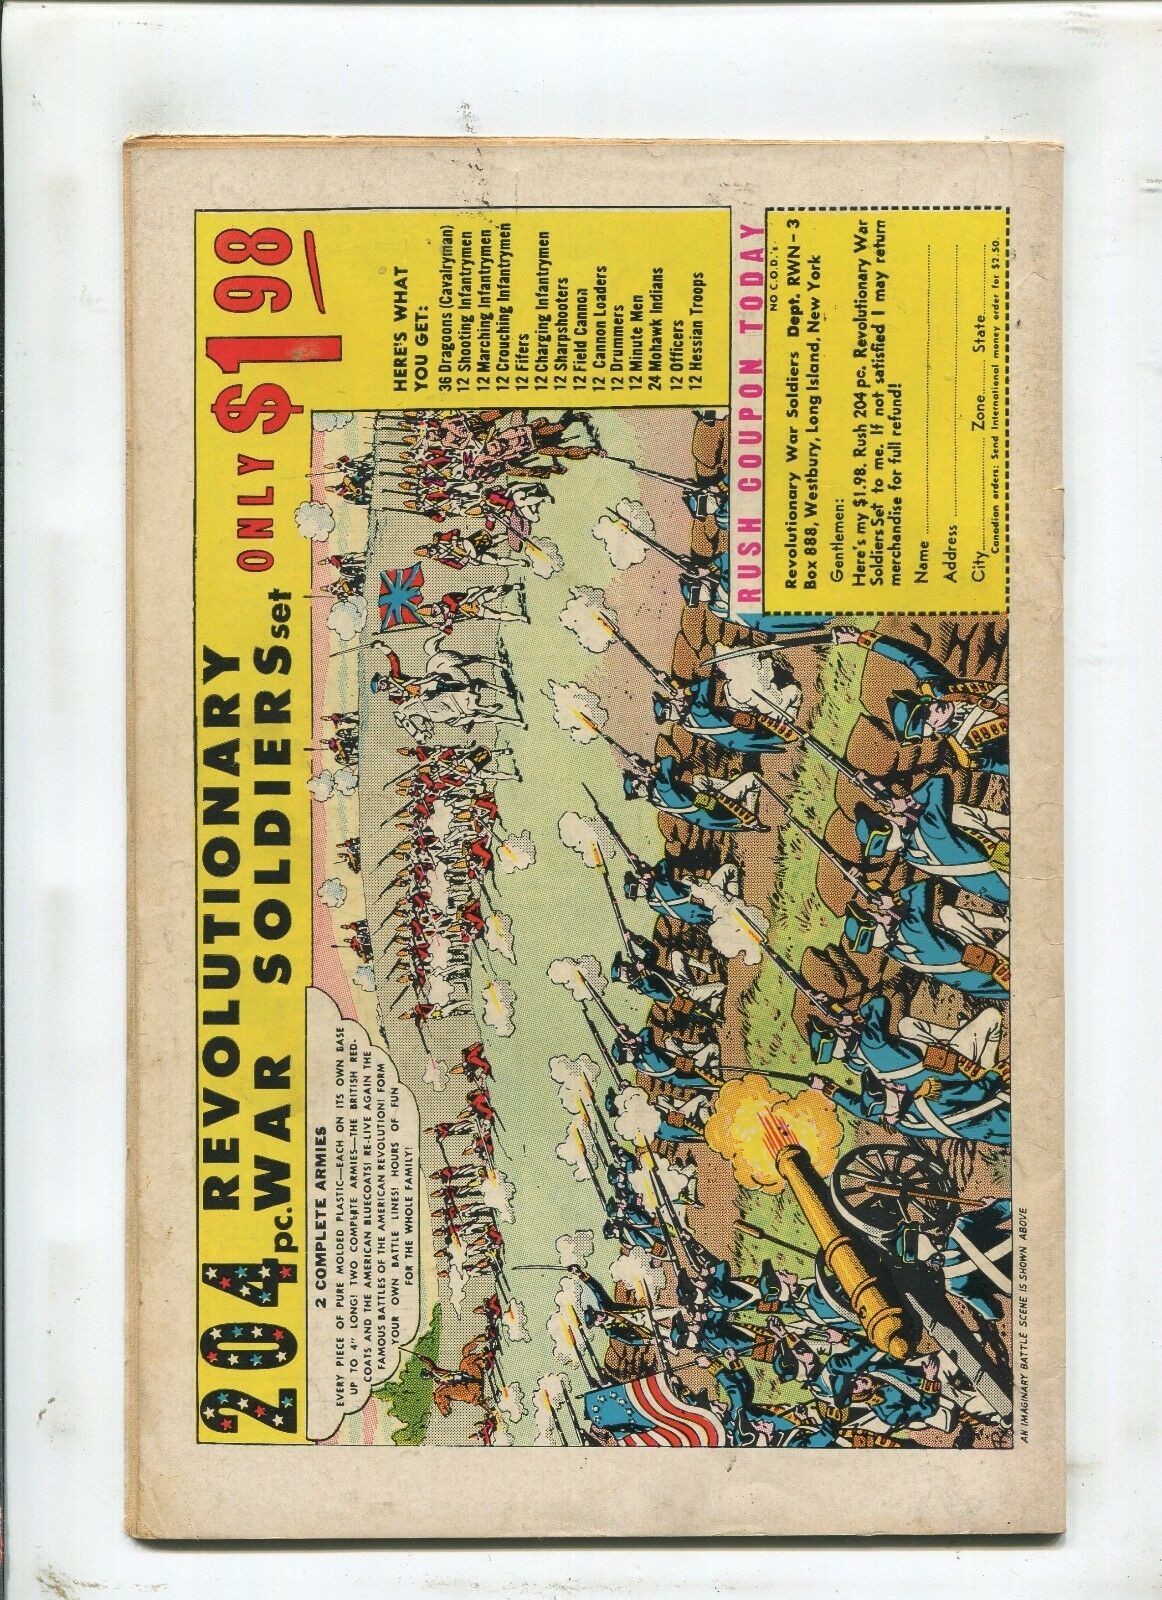 204 REVOLUTIONARY
pc. WAR SOLDIERS set ONLY $1 98
2 COMPLETE ARMIES
EVERY PIECE OF PURE MOLDED PLASTIC—EACH ON ITS OWN BASE
UP TO 4" LONG! TWO COMPLETE ARMIES—THE BRITISH RED-
COATS AND THE AMERICAN BLUECOATS! RE-LIVE AGAIN THE
FAMOUS BATTLES OF THE AMERICAN REVOLUTION! FORM
YOUR OWN BATTLE LINES! HOURS OF FUN
FOR THE WHOLE FAMILY!
HERE'S WHAT
YOU GET:
36 Dragoons (Cavalryman)
12 Shooting Infantrymen
12 Marching Infantrymen
12 Crouching Infantrymen
12 Fifers
12 Charging Infantrymen
12 Sharpshooters
12 Field Cannon
12 Cannon Loaders
12 Drummers
12 Minute Men
24 Mohawk Indians
12 Officers
12 Hessian Troops
RUSH COUPON TODAY
NO C.O.D.'s
Revolutionary War Soldiers Dept. RWN-3
Box 888, Westbury, Long Island, New York
Gentlemen:
Here's my $1.98. Rush 204 pc. Revolutionary War
Soldiers Set to me. If not satisfied I may return
merchandise for full refund!
Name
Address
City Zone State
Canadian orders: Send International money order for $2.50.
AN IMAGINARY BATTLE SCENE IS SHOWN ABOVE